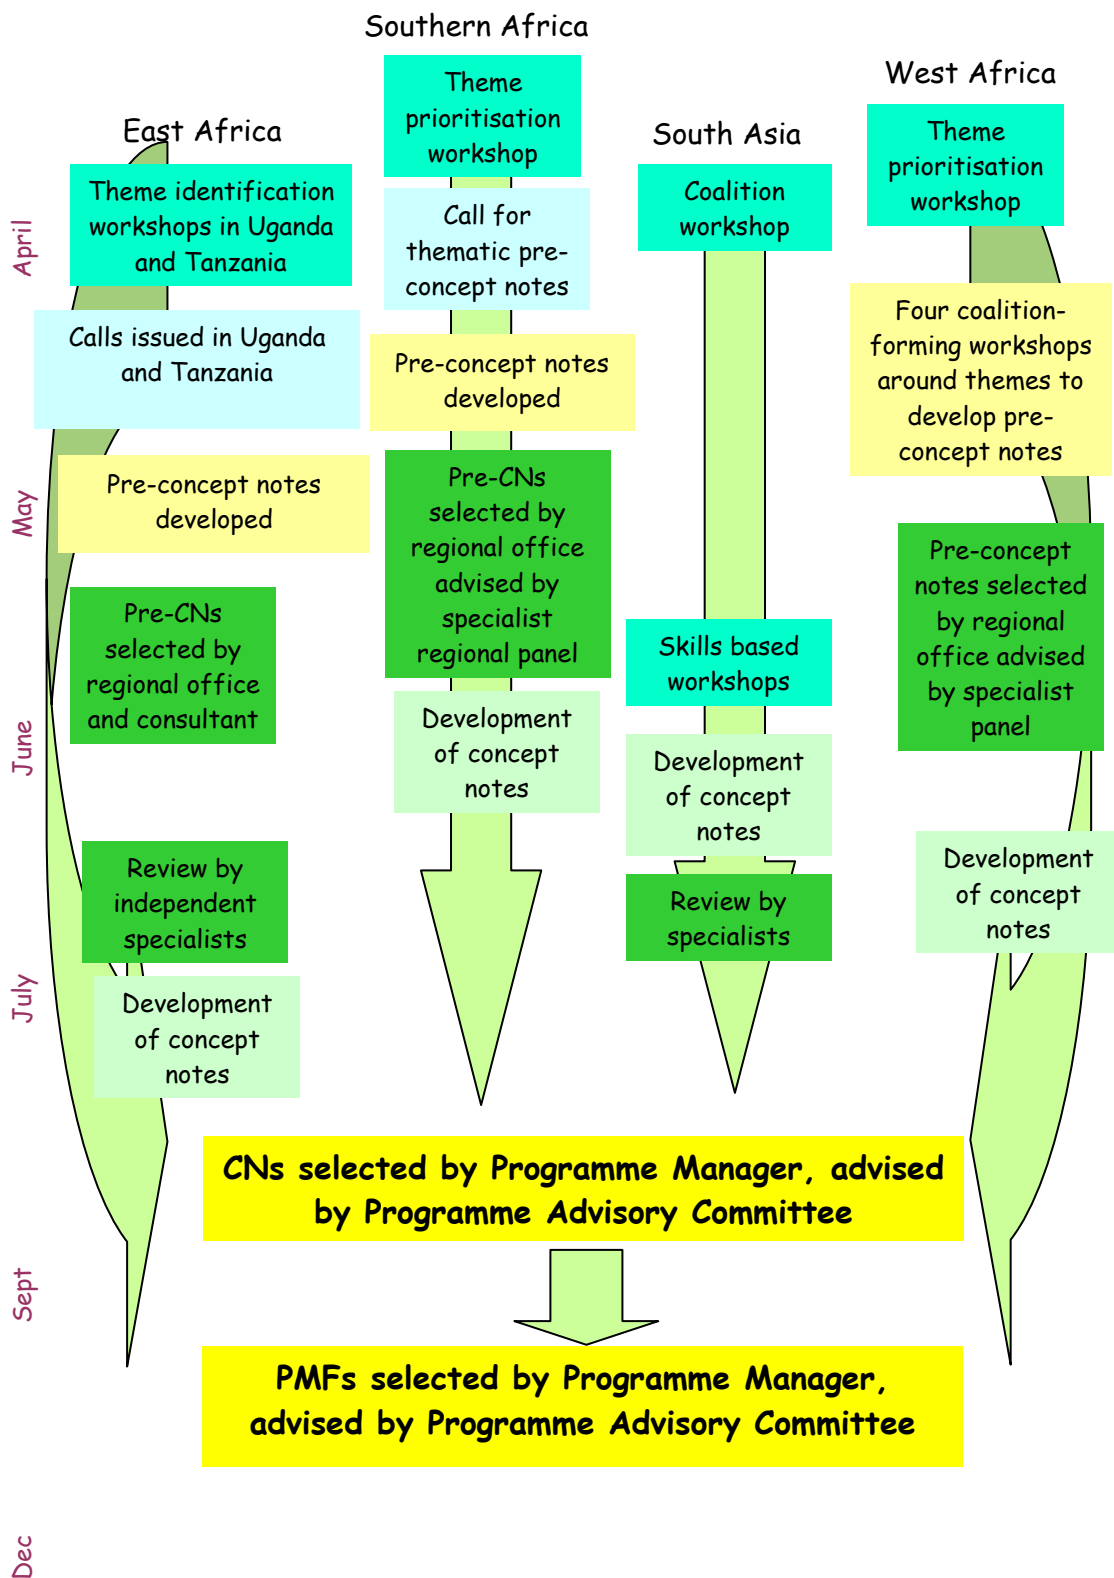 Southern Africa
Theme
prioritisation
workshop
Call for
thematic pre-
concept notes
Pre-concept notes
developed
Pre-CNs
selected by
regional office
advised by
specialist
regional panel
Development
of concept
notes
West Africa
Theme
prioritisation
workshop
Four coalition-
forming workshops
around themes to
develop pre-
concept notes
Pre-concept
notes selected
by regional
office advised
by specialist
panel
Development
of concept
notes
East Africa
Theme identification
workshops in Uganda
and Tanzania
Calls issued in Uganda
and Tanzania
Pre-concept notes
developed
Pre-CNs
selected by
regional office
and consultant
Review by
independent
specialists
Development
of concept
notes
South Asia
Coalition
workshop
Skills based
workshops
Development
of concept
notes
Review by
specialists
April
May
June
July
Sept
Dec
CNs selected by Programme Manager, advised
by Programme Advisory Committee
PMFs selected by Programme Manager,
advised by Programme Advisory Committee